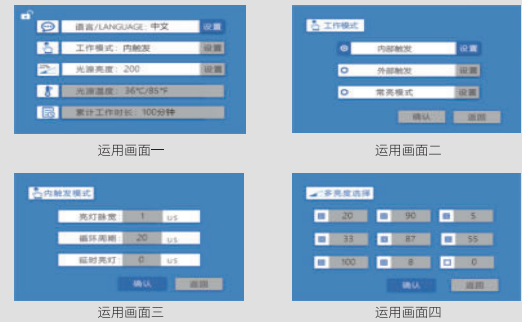 语言/LANGUAGE: 中文 设置
工作模式: 内触发 设置
光源亮度: 200 设置
光源温度: 36℃/85℉
累计工作时长: 100分钟
运用画面一
工作模式
内部触发 设置
外部触发 设置
常亮模式 设置
确认 返回
运用画面二
内触发模式
亮灯脉宽: 1 US
循环周期: 20 US
延时亮灯: 0 US
确认 返回
运用画面三
多亮度选择
20 90 5
33 87 55
100 8 0
确认 返回
运用画面四